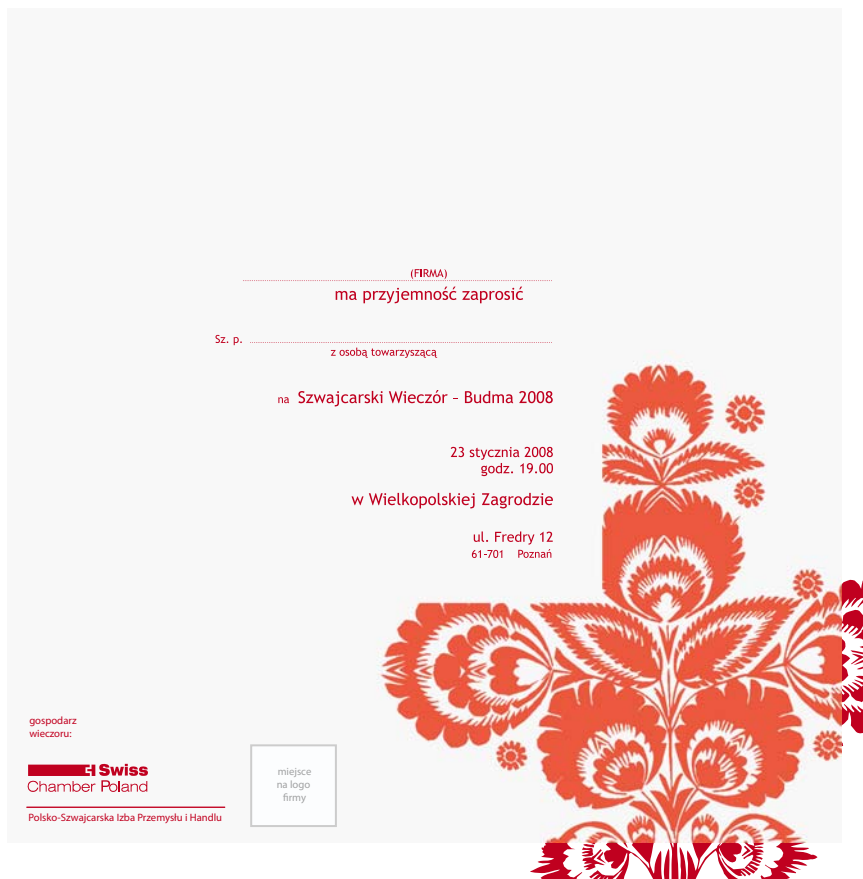 (FIRMA)
ma przyjemność zaprosić
Sz. p.
z osobą towarzyszącą
na Szwajcarski Wieczór – Budma 2008
23 stycznia 2008
godz. 19.00
w Wielkopolskiej Zagrodzie
ul. Fredry 12
61-701 Poznań
gospodarz
wieczoru:
Swiss
Chamber Poland
Polsko-Szwajcarska Izba Przemysłu i Handlu
miejsce
na logo
firmy